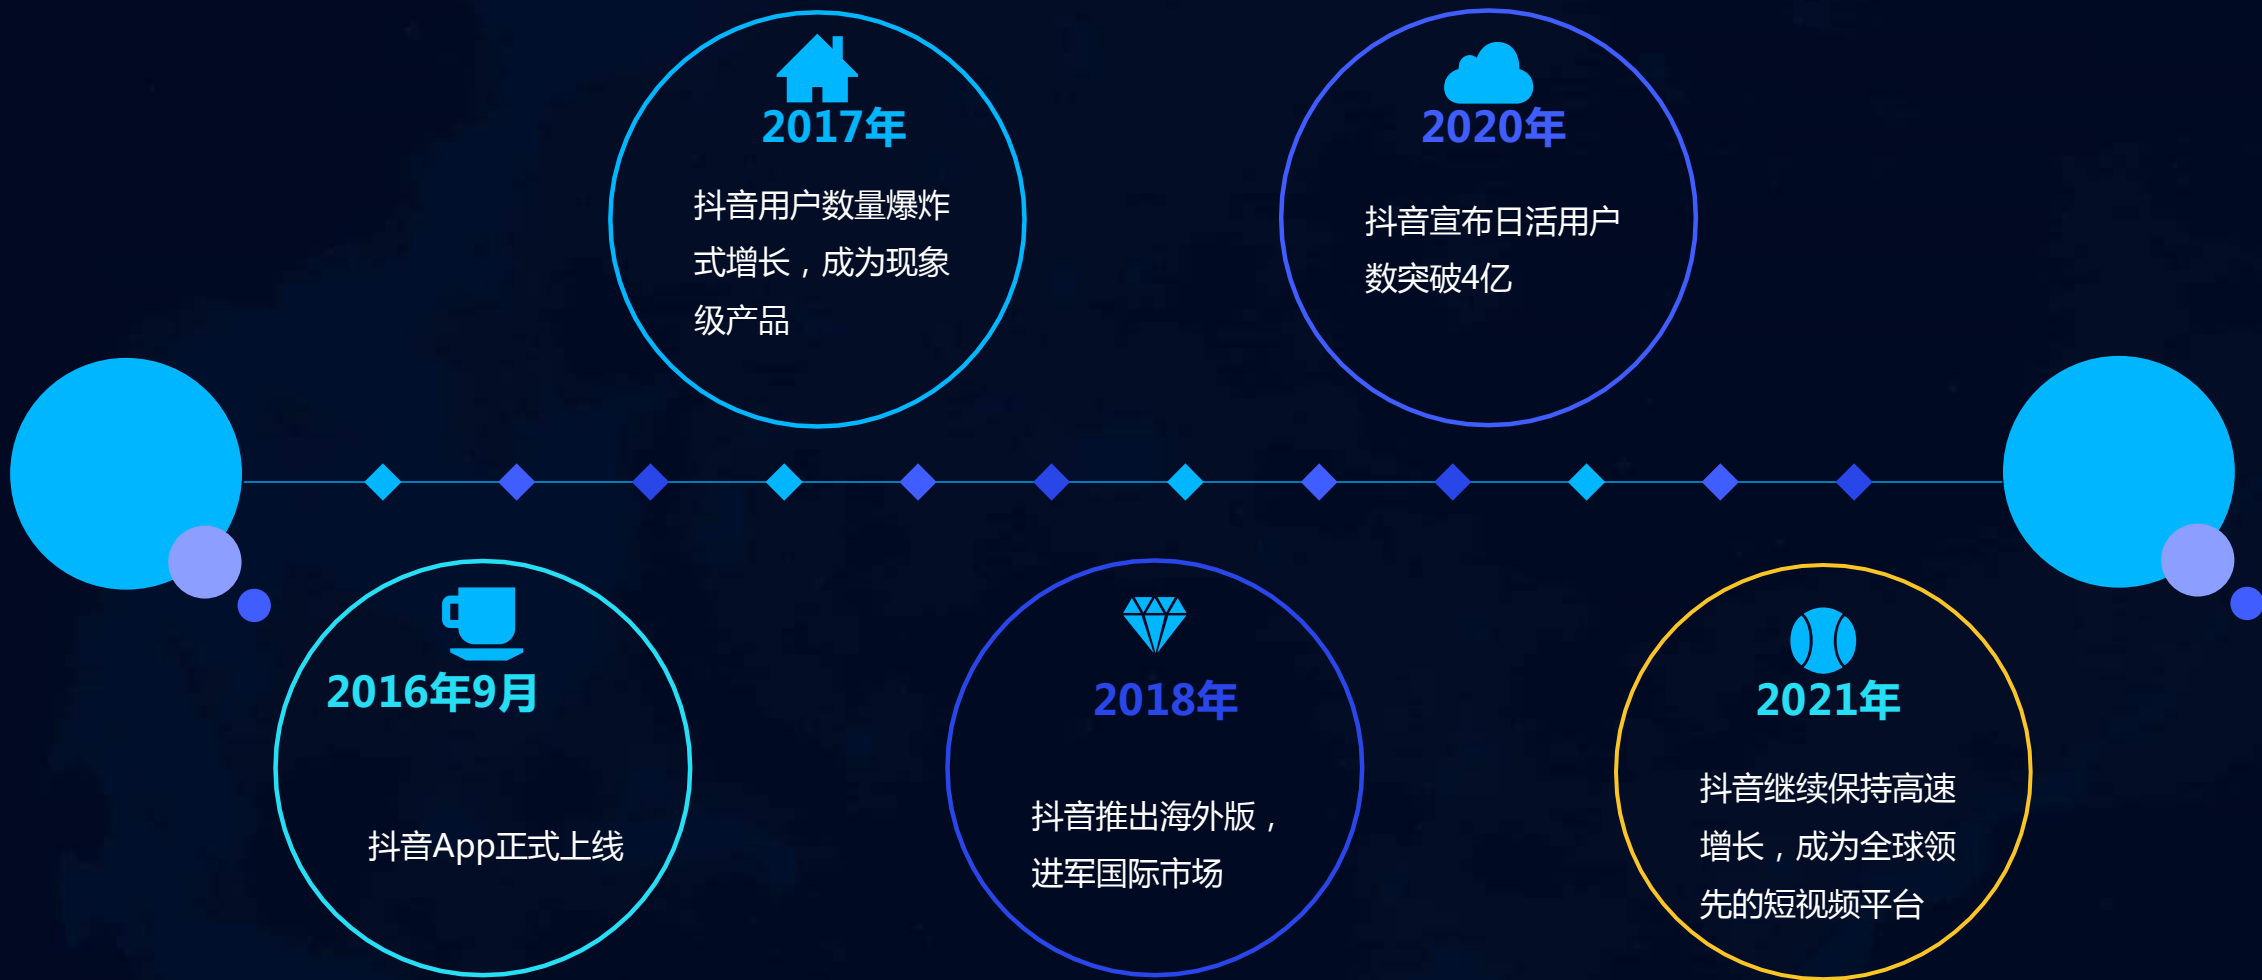 2017年
抖音用户数量爆炸
式增长，成为现象
级产品
2020年
抖音宣布日活用户
数突破4亿
2016年9月
抖音App正式上线
2018年
抖音推出海外版，
进军国际市场
2021年
抖音继续保持高速
增长，成为全球领
先的短视频平台